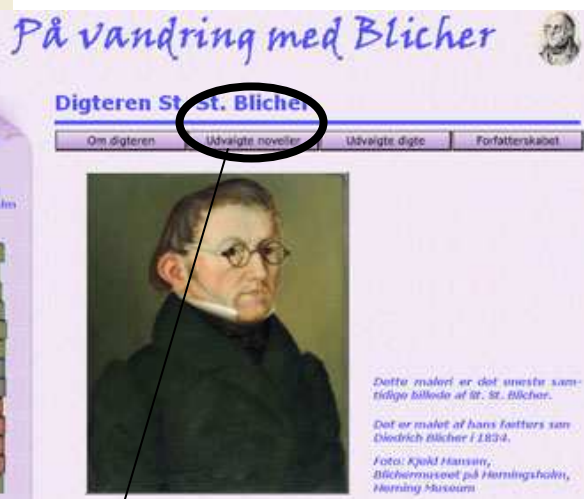 På vandring med Blicher
Digteren St. St. Blicher
Om digteren
Udvalgte noveller
Udvalgte digte
Forfatterskabet
Dette maleri er det eneste sam-
tidige billede af St. St. Blicher.
Det er malet af hans fætters søn
Diedrich Blicher i 1834.
Foto: Kjeld Hansen,
Blichermuseet på Herningsholm,
Herning Museum